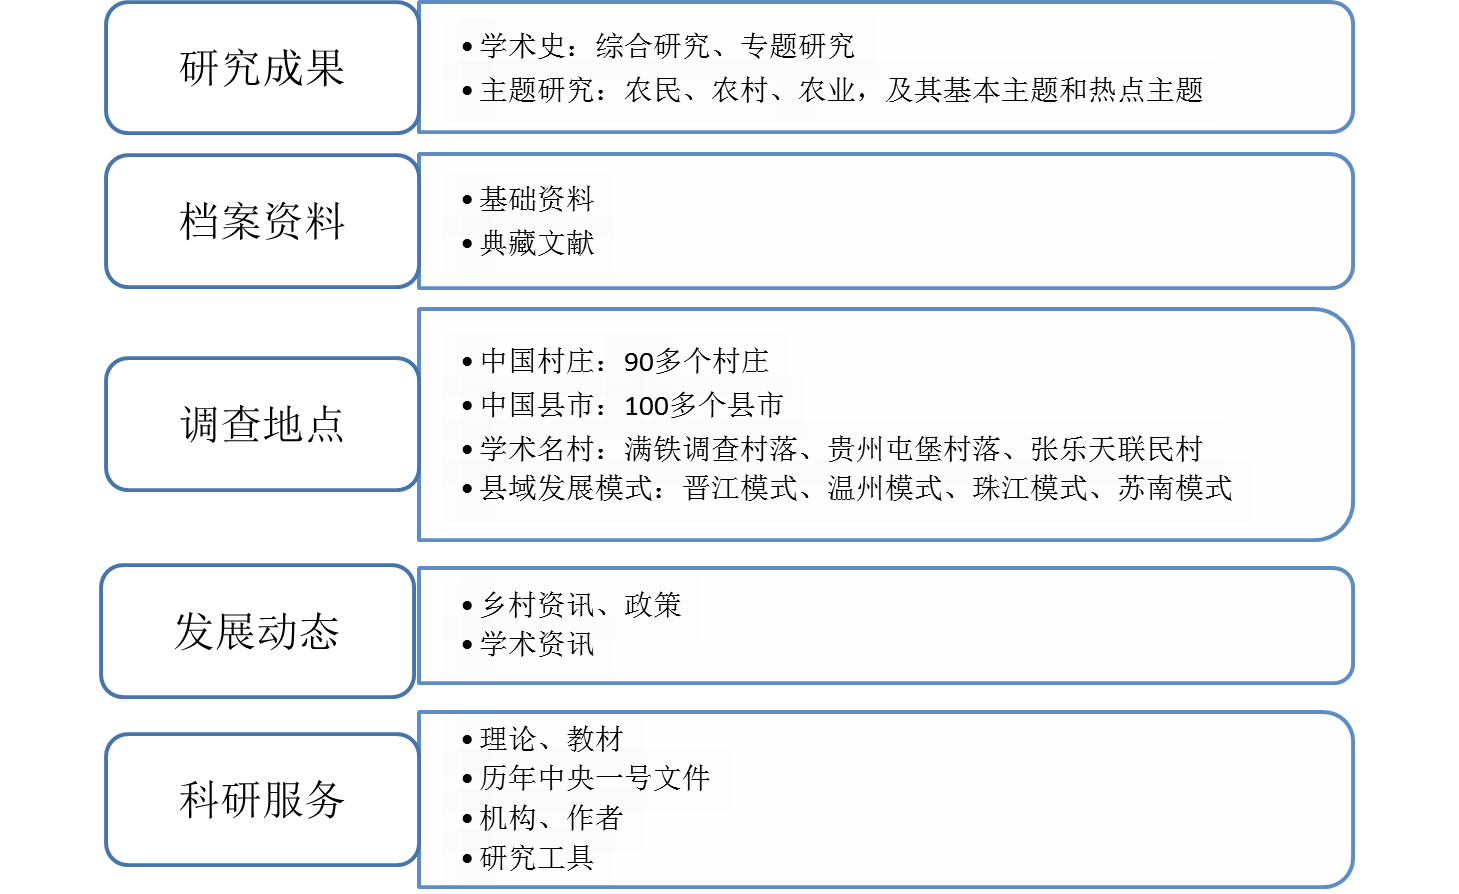 研究成果
• 学术史：综合研究、专题研究
• 主题研究：农民、农村、农业，及其基本主题和热点主题
档案资料
• 基础资料
• 典藏文献
调查地点
• 中国村庄：90多个村庄
• 中国县市：100多个县市
• 学术名村：满铁调查村落、贵州屯堡村落、张乐天联民村
• 县域发展模式：晋江模式、温州模式、珠江模式、苏南模式
发展动态
• 乡村资讯、政策
• 学术资讯
科研服务
• 理论、教材
• 历年中央一号文件
• 机构、作者
• 研究工具